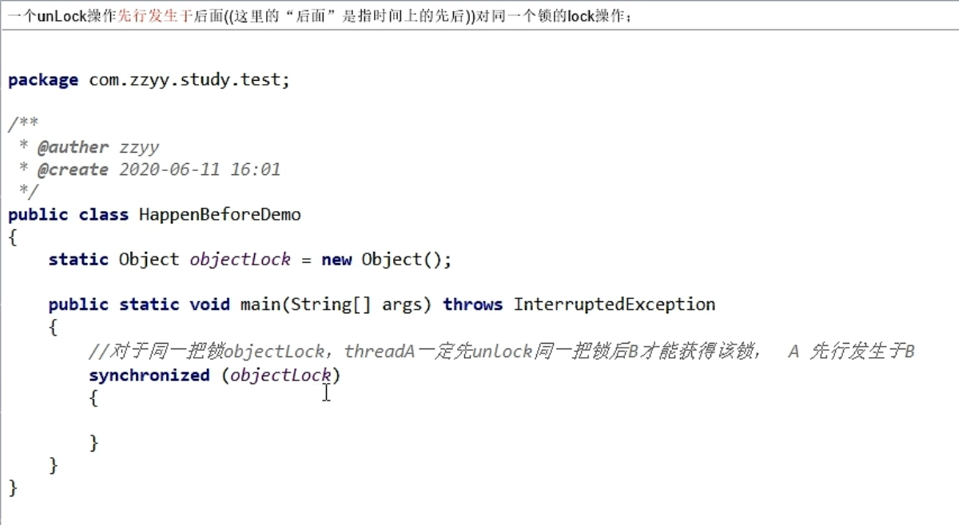 一个unLock操作先行发生于后面((这里的“后面”是指时间上的先后))对同一个锁的lock操作；
package com.zzyy.study.test;
/**
 * @auther zzyy
 * @create 2020-06-11 16:01
 */
public class HappenBeforeDemo
{
    static Object objectLock = new Object();
    public static void main(String[] args) throws InterruptedException
    {
        //对于同一把锁objectLock，threadA一定先unlock同一把锁后B才能获得该锁，  A 先行发生于B
        synchronized (objectLock)
        {
        }
    }
}